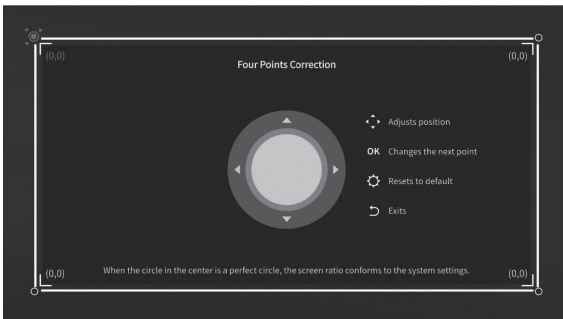 (0,0)
(0,0)
Four Points Correction
Adjusts position
OK Changes the next point
Resets to default
Exits
(0,0)
When the circle in the center is a perfect circle, the screen ratio conforms to the system settings.
(0,0)